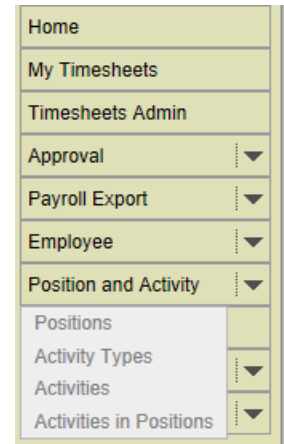 Home
My Timesheets
Timesheets Admin
Approval
Payroll Export
Employee
Position and Activity
Positions
Activity Types
Activities
Activities in Positions